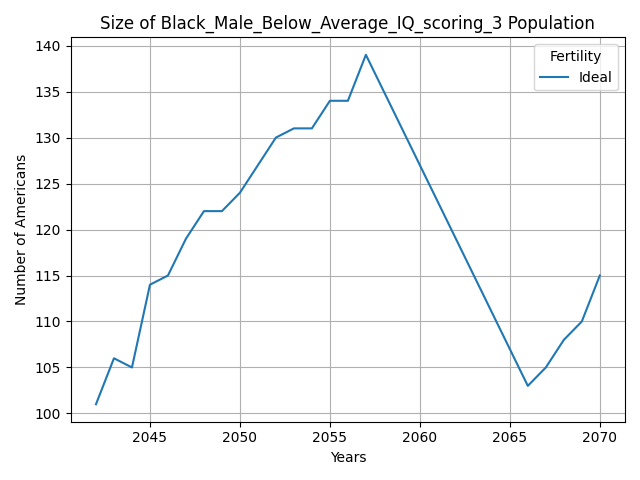 Size of Black_Male_Below_Average_IQ_scoring_3 Population
Fertility
Ideal
Number of Americans
140
135
130
125
120
115
110
105
100
2045 2050 2055 2060 2065 2070
Years